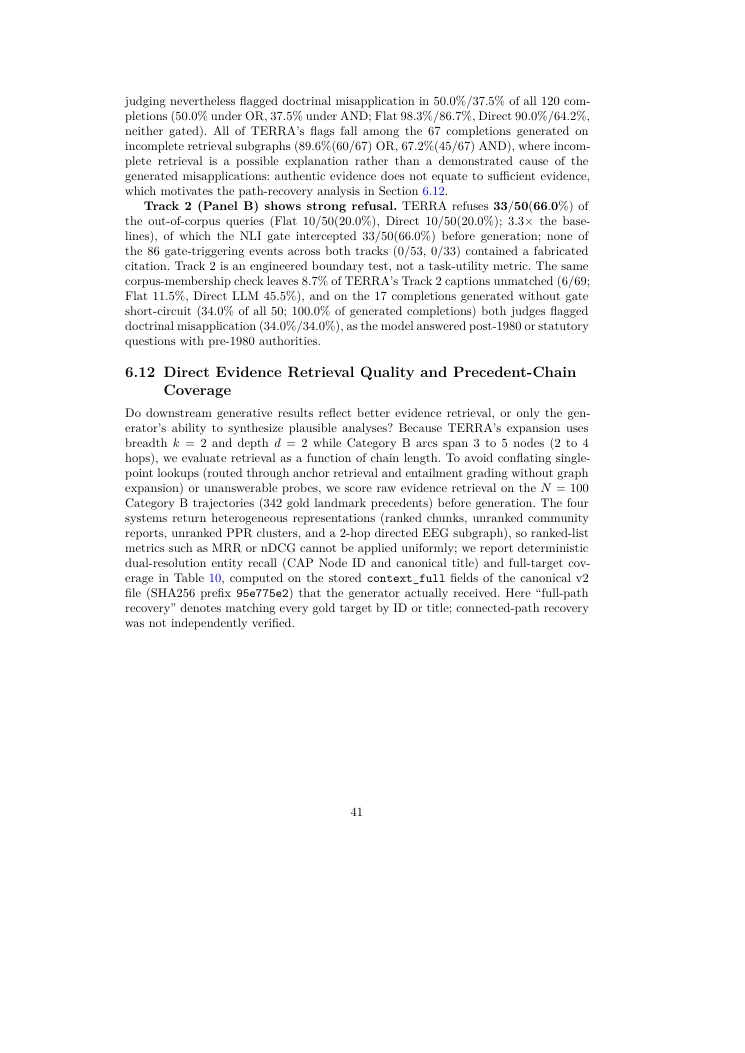 judging nevertheless flagged doctrinal misapplication in 50.0%/37.5% of all 120 com-
pletions (50.0% under OR, 37.5% under AND; Flat 98.3%/86.7%, Direct 90.0%/64.2%,
neither gated). All of TERRA's flags fall among the 67 completions generated on
incomplete retrieval subgraphs (89.6%(60/67) OR, 67.2%(45/67) AND), where incom-
plete retrieval is a possible explanation rather than a demonstrated cause of the
generated misapplications: authentic evidence does not equate to sufficient evidence,
which motivates the path-recovery analysis in Section 6.12.
Track 2 (Panel B) shows strong refusal. TERRA refuses 33/50(66.0%) of
the out-of-corpus queries (Flat 10/50(20.0%), Direct 10/50(20.0%); 3.3× the base-
lines), of which the NLI gate intercepted 33/50(66.0%) before generation; none of
the 86 gate-triggering events across both tracks (0/53, 0/33) contained a fabricated
citation. Track 2 is an engineered boundary test, not a task-utility metric. The same
corpus-membership check leaves 8.7% of TERRA's Track 2 captions unmatched (6/69;
Flat 11.5%, Direct LLM 45.5%), and on the 17 completions generated without gate
short-circuit (34.0% of all 50; 100.0% of generated completions) both judges flagged
doctrinal misapplication (34.0%/34.0%), as the model answered post-1980 or statutory
questions with pre-1980 authorities.
6.12 Direct Evidence Retrieval Quality and Precedent-Chain
Coverage
Do downstream generative results reflect better evidence retrieval, or only the gen-
erator's ability to synthesize plausible analyses? Because TERRA's expansion uses
breadth k = 2 and depth d = 2 while Category B arcs span 3 to 5 nodes (2 to 4
hops), we evaluate retrieval as a function of chain length. To avoid conflating single-
point lookups (routed through anchor retrieval and entailment grading without graph
expansion) or unanswerable probes, we score raw evidence retrieval on the N = 100
Category B trajectories (342 gold landmark precedents) before generation. The four
systems return heterogeneous representations (ranked chunks, unranked community
reports, unranked PPR clusters, and a 2-hop directed EEG subgraph), so ranked-list
metrics such as MRR or nDCG cannot be applied uniformly; we report deterministic
dual-resolution entity recall (CAP Node ID and canonical title) and full-target cov-
erage in Table 10, computed on the stored context_full fields of the canonical v2
file (SHA256 prefix 95e775e2) that the generator actually received. Here “full-path
recovery” denotes matching every gold target by ID or title; connected-path recovery
was not independently verified.
41